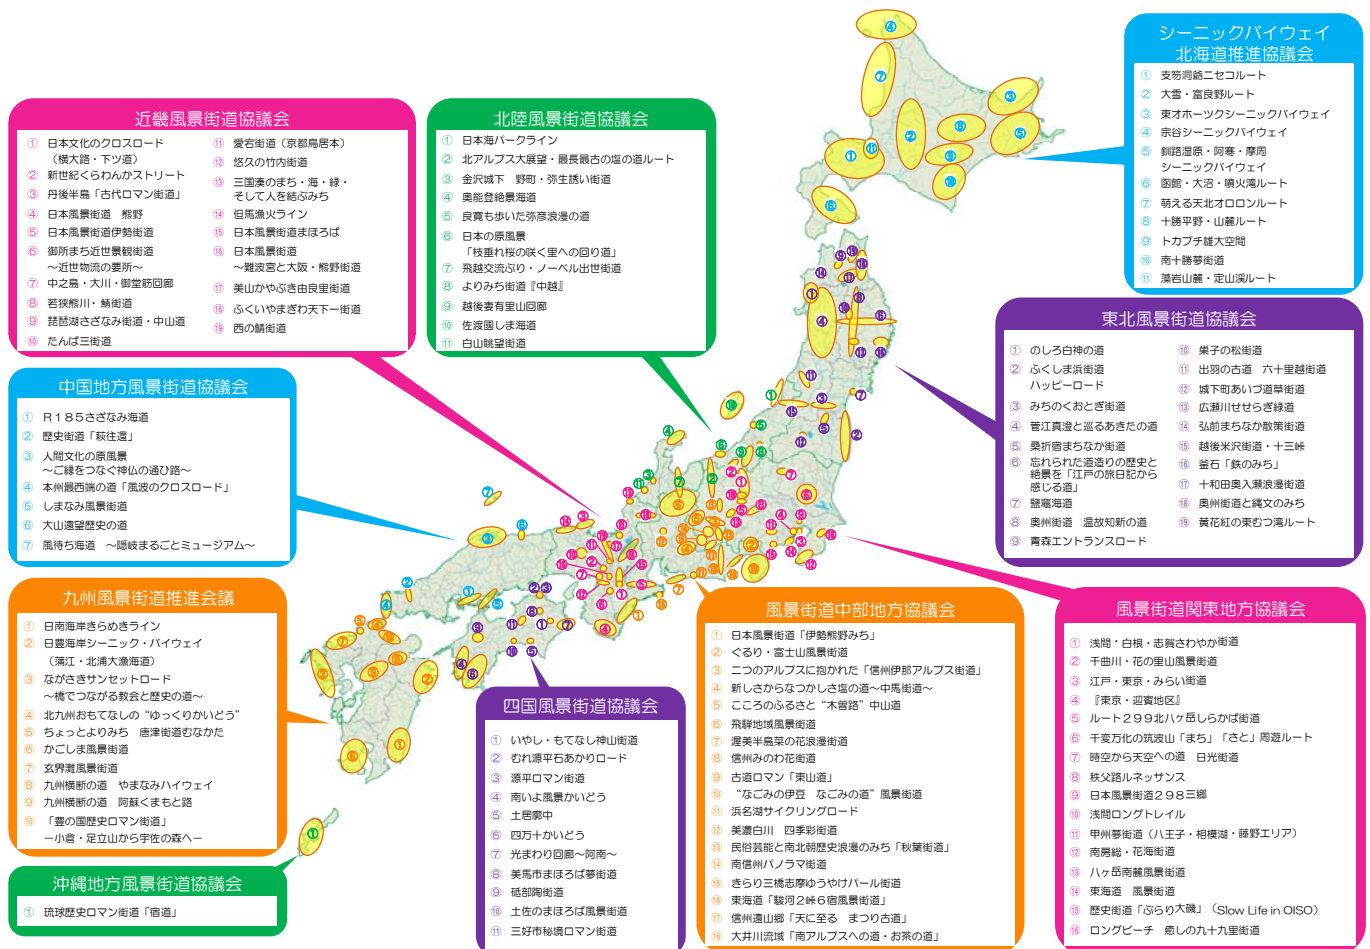 シーニックバイウェイ
北海道推進協議会
① 支笏洞爺ニセコルート
② 大雪・富良野ルート
③ 東オホーツクシーニックバイウェイ
④ 宗谷シーニックバイウェイ
⑤ 釧路湿原・阿寒・摩周
シーニックバイウェイ
⑥ 函館・大沼・噴火湾ルート
⑦ 萌える天北オロロンルート
⑧ 十勝平野・山麓ルート
⑨ トカプチ雄大空間
⑩ 南十勝夢街道
⑪ 藻岩山麓・定山渓ルート
近畿風景街道協議会
① 日本文化のクロスロード
(横大路・下ツ道)
② 新世紀くらわんかストリート
③ 丹後半島「古代ロマン街道」
④ 日本風景街道 熊野
⑤ 日本風景街道伊勢街道
⑥ 御所まち近世景観街道
～近世物流の要所～
⑦ 中之島・大川・御堂筋回廊
⑧ 若狭熊川・鯖街道
⑨ 琵琶湖さざなみ街道・中山道
⑩ たんば三街道
⑪ 愛宕街道(京都鳥居本)
⑫ 悠久の竹内街道
⑬ 三国湊のまち・海・緑・
そして人を結ぶみち
⑭ 但馬漁火ライン
⑮ 日本風景街道まほろば
⑯ 日本風景街道
～難波宮と大阪・熊野街道
⑰ 美山かやぶき由良里街道
⑱ ふくいやまぎわ天下一街道
⑲ 西の鯖街道
北陸風景街道協議会
① 日本海パークライン
② 北アルプス大展望・最長最古の塩の道ルート
③ 金沢城下 野町・弥生誘い街道
④ 奥能登絶景海道
⑤ 良寛も歩いた弥彦浪漫の道
⑥ 日本の原風景
「枝垂れ桜の咲く里への回り道」
⑦ 飛越交流ぶり・ノーベル出世街道
⑧ よりみち街道『中越』
⑨ 越後妻有里山回廊
⑩ 佐渡國しま海道
⑪ 白山眺望街道
東北風景街道協議会
① のしろ白神の道
② ふくしま浜街道
ハッピーロード
③ みちのくおとぎ街道
④ 菅江真澄と巡るあきたの道
⑤ 桑折宿まちなか街道
⑥ 忘れられた道造りの歴史と
絶景を「江戸の旅日記から
感じる道」
⑦ 鹽竈海道
⑧ 奥州街道 温故知新の道
⑨ 青森エントランスロード
⑩ 巣子の松街道
⑪ 出羽の古道 六十里越街道
⑫ 城下町あいづ道草街道
⑬ 広瀬川せせらぎ緑道
⑭ 弘前まちなか散策街道
⑮ 越後米沢街道・十三峠
⑯ 釜石「鉄のみち」
⑰ 十和田奥入瀬浪漫街道
⑱ 奥州街道と縄文のみち
⑲ 黄花紅の東むつ湾ルート
中国地方風景街道協議会
① R185さざなみ海道
② 歴史街道「萩往還」
③ 人間文化の原風景
～ご縁をつなぐ神仏の通ひ路～
④ 本州最西端の道「風波のクロスロード」
⑤ しまなみ風景街道
⑥ 大山遠望歴史の道
⑦ 風待ち海道 ～隠岐まるごとミュージアム～
九州風景街道推進会議
① 日南海岸きらめきライン
② 日豊海岸シーニック・バイウェイ
(蒲江・北浦大漁海道)
③ ながさきサンセットロード
～橋でつながる教会と歴史の道～
④ 北九州おもてなしの“ゆっくりかいどう”
⑤ ちょっとよりみち 唐津街道むなかた
⑥ かごしま風景街道
⑦ 玄界灘風景街道
⑧ 九州横断の道 やまなみハイウェイ
⑨ 九州横断の道 阿蘇くまもと路
⑩ 「豊の国歴史ロマン街道」
ー小倉・足立山から宇佐の森へー
沖縄地方風景街道協議会
① 琉球歴史ロマン街道「宿道」
四国風景街道協議会
① いやし・もてなし神山街道
② むれ源平石あかりロード
③ 源平ロマン街道
④ 南いよ風景かいどう
⑤ 土居廓中
⑥ 四万十かいどう
⑦ 光まわり回廊～阿南～
⑧ 美馬市まほろば夢街道
⑨ 砥部陶街道
⑩ 土佐のまほろば風景街道
⑪ 三好市秘境ロマン街道
風景街道中部地方協議会
① 日本風景街道「伊勢熊野みち」
② ぐるり・富士山風景街道
③ 二つのアルプスに抱かれた「信州伊那アルプス街道」
④ 新しさからなつかしさ塩の道～中馬街道～
⑤ こころのふるさと“木曽路”中山道
⑥ 飛騨地域風景街道
⑦ 渥美半島菜の花浪漫街道
⑧ 信州みのわ花街道
⑨ 古道ロマン「東山道」
⑩ “なごみの伊豆 なごみの道”風景街道
⑪ 浜名湖サイクリングロード
⑫ 美濃白川 四季彩街道
⑬ 民俗芸能と南北朝歴史浪漫のみち「秋葉街道」
⑭ 南信州パノラマ街道
⑮ きらり三橋志摩ゆうやけパール街道
⑯ 東海道「駿河2峠6宿風景街道」
⑰ 信州遠山郷「天に至る まつり古道」
⑱ 大井川流域「南アルプスへの道・お茶の道」
風景街道関東地方協議会
① 浅間・白根・志賀さわやか街道
② 千曲川・花の里山風景街道
③ 江戸・東京・みらい街道
④ 『東京・迎賓地区』
⑤ ルート299北八ヶ岳しらかば街道
⑥ 千変万化の筑波山「まち」「さと」周遊ルート
⑦ 時空から天空への道 日光街道
⑧ 秩父路ルネッサンス
⑨ 日本風景街道298三郷
⑩ 浅間ロングトレイル
⑪ 甲州夢街道(八王子・相模湖・藤野エリア)
⑫ 南房総・花海街道
⑬ 八ヶ岳南麓風景街道
⑭ 東海道 風景街道
⑮ 歴史街道「ぶらり大磯」(Slow Life in OISO)
⑯ ロングビーチ 癒しの九十九里街道